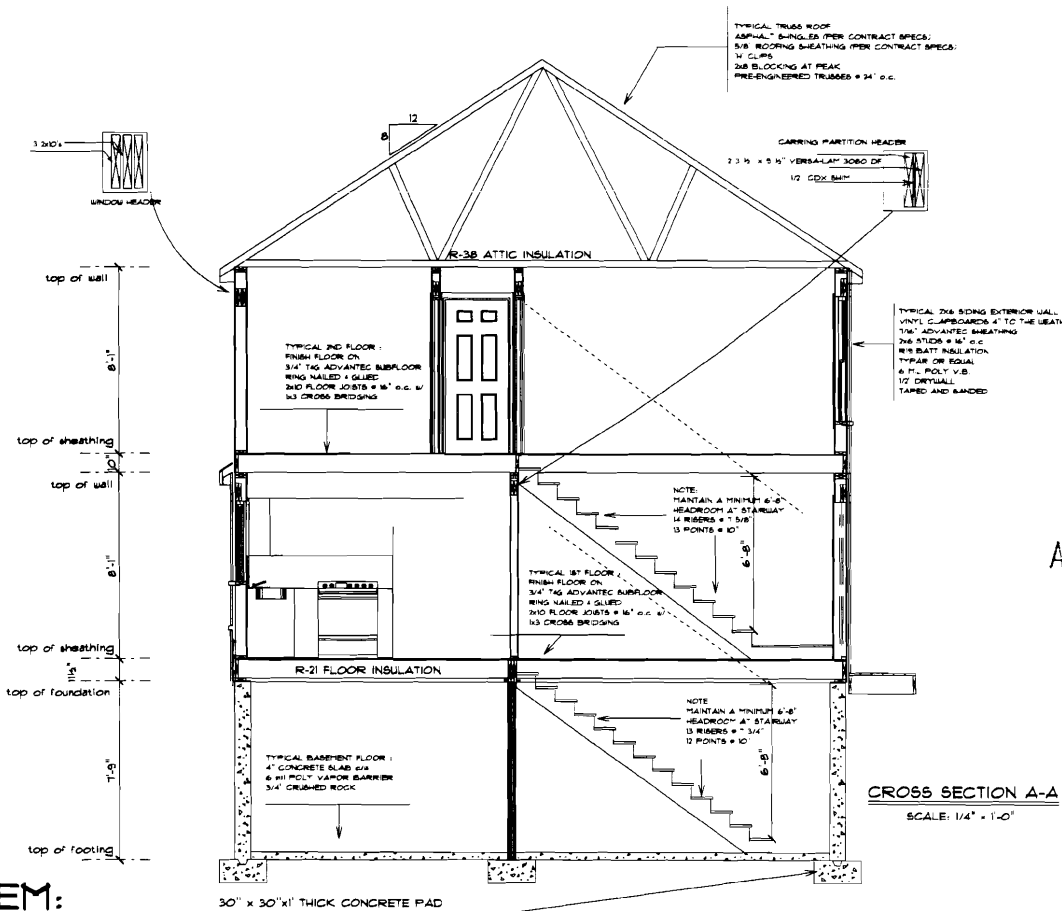 TYPICAL TRUSS ROOF
ASPHALT SHINGLES (PER CONTRACT SPECS)
5/8" ROOFING SHEATHING (PER CONTRACT SPECS)
'H' CLIPS
2x8 BLOCKING AT PEAK
PRE-ENGINEERED TRUSSES @ 24" o.c.
12
8
3 2x10's
WINDOW HEADER
CARRING PARTITION HEADER
2 3 ½ x 9 ½" VERSA-LAM 3080 DF
1/2" CDX SHIM
R-38 ATTIC INSULATION
top of wall
8'-1"
TYPICAL 2x6 SIDING EXTERIOR WALL
VINYL CLAPBOARDS 4" TO THE WEATH
7/16" ADVANTEC SHEATHING
2x6 STUDS @ 16" o.c
R19 BATT INSULATION
TYPAR OR EQUAL
6 MIL POLY V.B.
1/2" DRYWALL
TAPED AND SANDED
TYPICAL 2ND FLOOR :
FINISH FLOOR ON
3/4" T&G ADVANTEC SUBFLOOR
RING NAILED & GLUED
2x10 FLOOR JOISTS @ 16" o.c. w/
1x3 CROSS BRIDGING
top of sheathing
10"
top of wall
8'-1"
NOTE:
MAINTAIN A MINIMUM 6'-8"
HEADROOM AT STAIRWAY
14 RISERS @ 7 5/8"
13 POINTS @ 10"
6'-8"
A
TYPICAL 1ST FLOOR :
FINISH FLOOR ON
3/4" T&G ADVANTEC SUBFLOOR
RING NAILED & GLUED
2x10 FLOOR JOISTS @ 16" o.c. w/
1x3 CROSS BRIDGING
top of sheathing
11½"
R-21 FLOOR INSULATION
top of foundation
7'-9"
NOTE
MAINTAIN A MINIMUM 6'-8"
HEADROOM AT STAIRWAY
13 RISERS @ 7 3/4"
12 POINTS @ 10"
6'-8"
TYPICAL BASEMENT FLOOR :
4" CONCRETE SLAB c/w
6 mil POLY VAPOR BARRIER
3/4" CRUSHED ROCK
CROSS SECTION A-A
SCALE: 1/4" = 1'-0"
top of footing
EM:
30" x 30"x1' THICK CONCRETE PAD